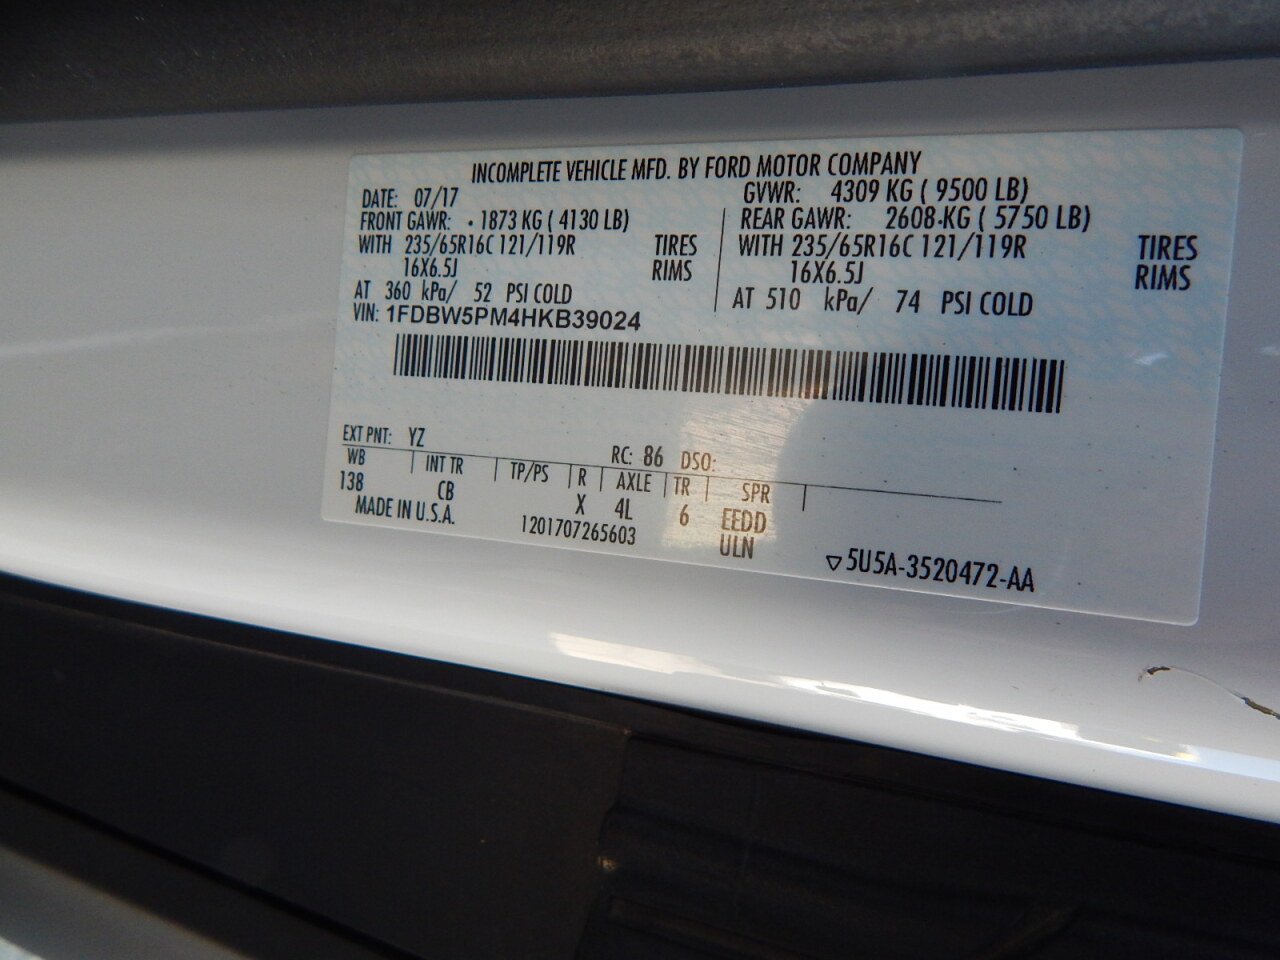 INCOMPLETE VEHICLE MFD. BY FORD MOTOR COMPANY
DATE: 07/17 GVWR: 4309 KG ( 9500 LB)
FRONT GAWR: 1873 KG ( 4130 LB) REAR GAWR: 2608 KG ( 5750 LB)
WITH 235/65R16C 121/119R TIRES WITH 235/65R16C 121/119R TIRES
16X6.5J RIMS 16X6.5J RIMS
AT 360 kPa/ 52 PSI COLD AT 510 kPa/ 74 PSI COLD
VIN: 1FDBW5PM4HKB39024
EXT PNT: YZ RC: 86 DSO:
WB INT TR TP/PS R AXLE TR SPR
138 CB X 4L 6 EEDD
MADE IN U.S.A. 1201707265603 ULN
▽5U5A-3520472-AA